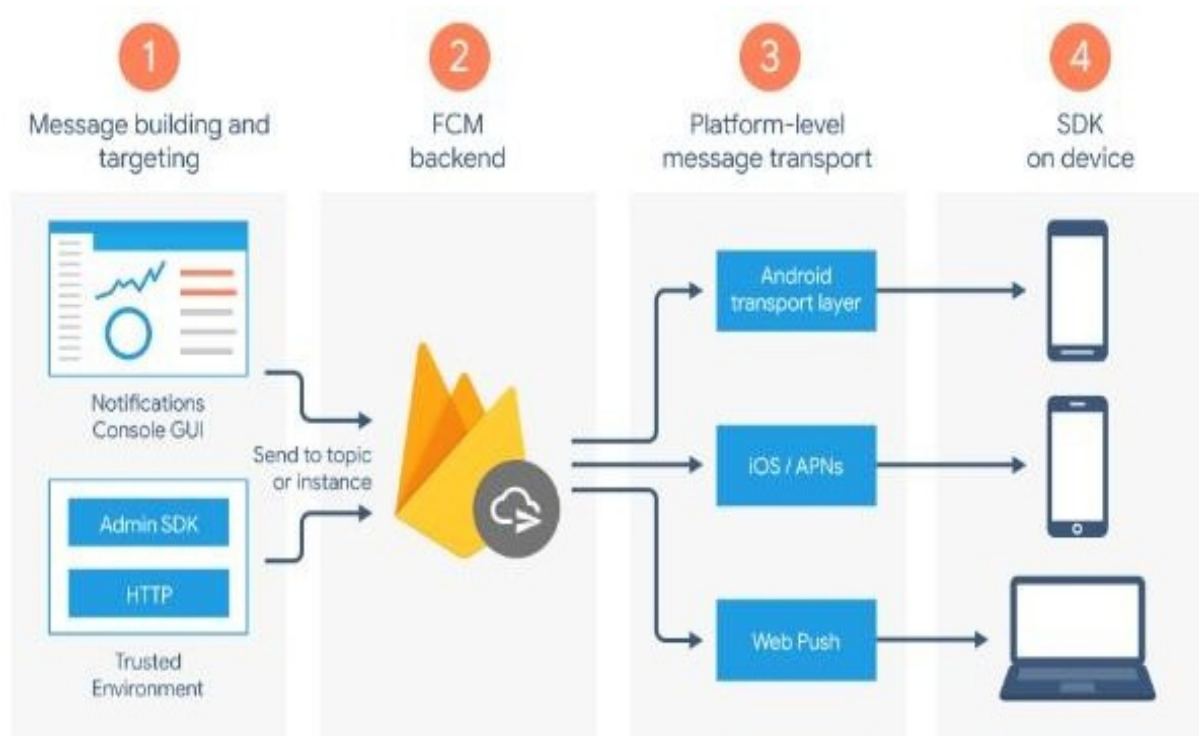 1
Message building and
targeting
2
FCM
backend
3
Platform-level
message transport
4
SDK
on device
Notifications
Console GUI
Send to topic
or instance
Admin SDK
HTTP
Trusted
Environment
Android
transport layer
iOS / APNs
Web Push